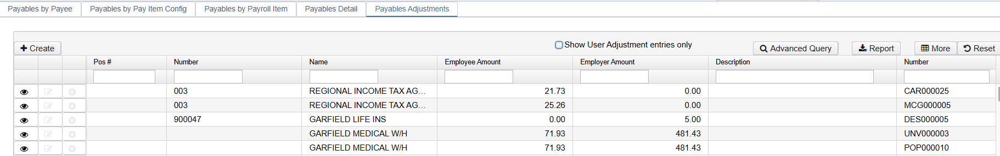 Payables by Payee Payables by Pay Item Config Payables by Payroll Item Payables Detail Payables Adjustments
Create Show User Adjustment entries only Advanced Query Report More Reset
Pos # Number Name Employee Amount Employer Amount Description Number
003 REGIONAL INCOME TAX AG... 21.73 0.00 CAR000025
003 REGIONAL INCOME TAX AG... 25.26 0.00 MCG000005
900047 GARFIELD LIFE INS 0.00 5.00 DES000005
GARFIELD MEDICAL W/H 71.93 481.43 UNV000003
GARFIELD MEDICAL W/H 71.93 481.43 POP000010